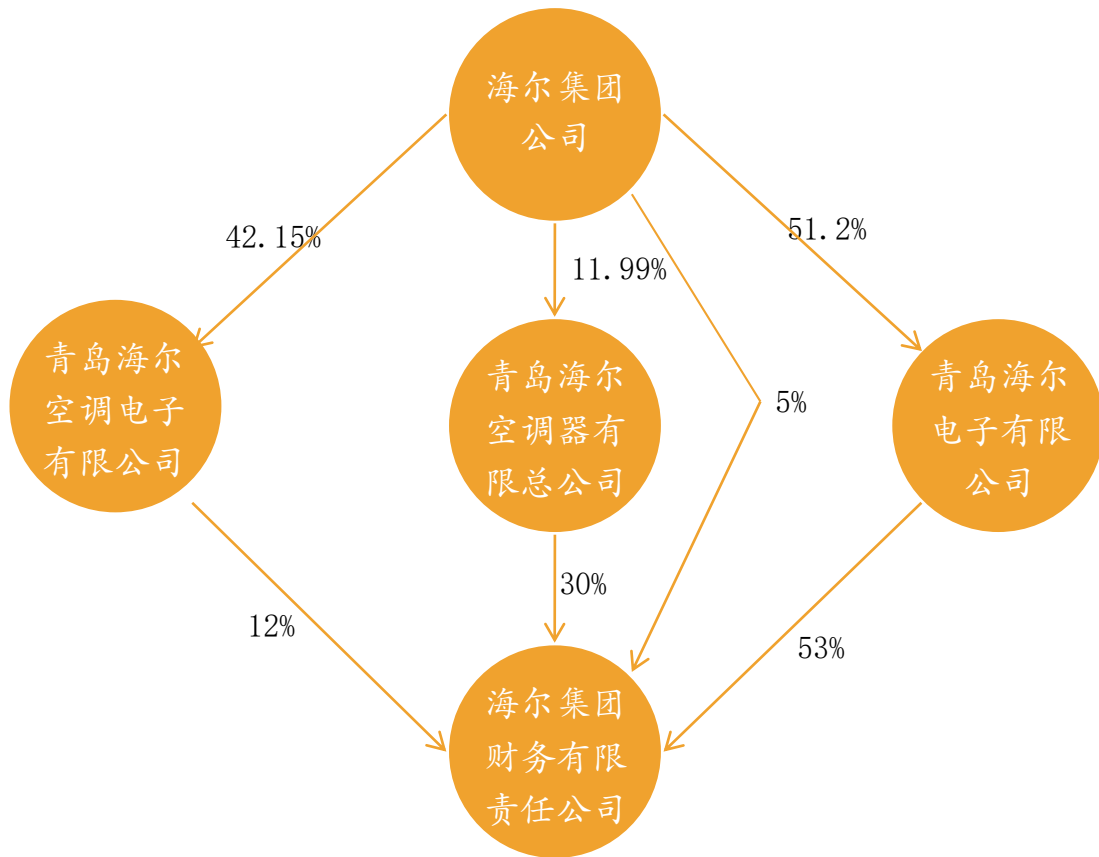 海尔集团
公司
42.15%
51.2%
11.99%
青岛海尔
空调电子
有限公司
青岛海尔
空调器有
限总公司
5%
青岛海尔
电子有限
公司
30%
12%
53%
海尔集团
财务有限
责任公司